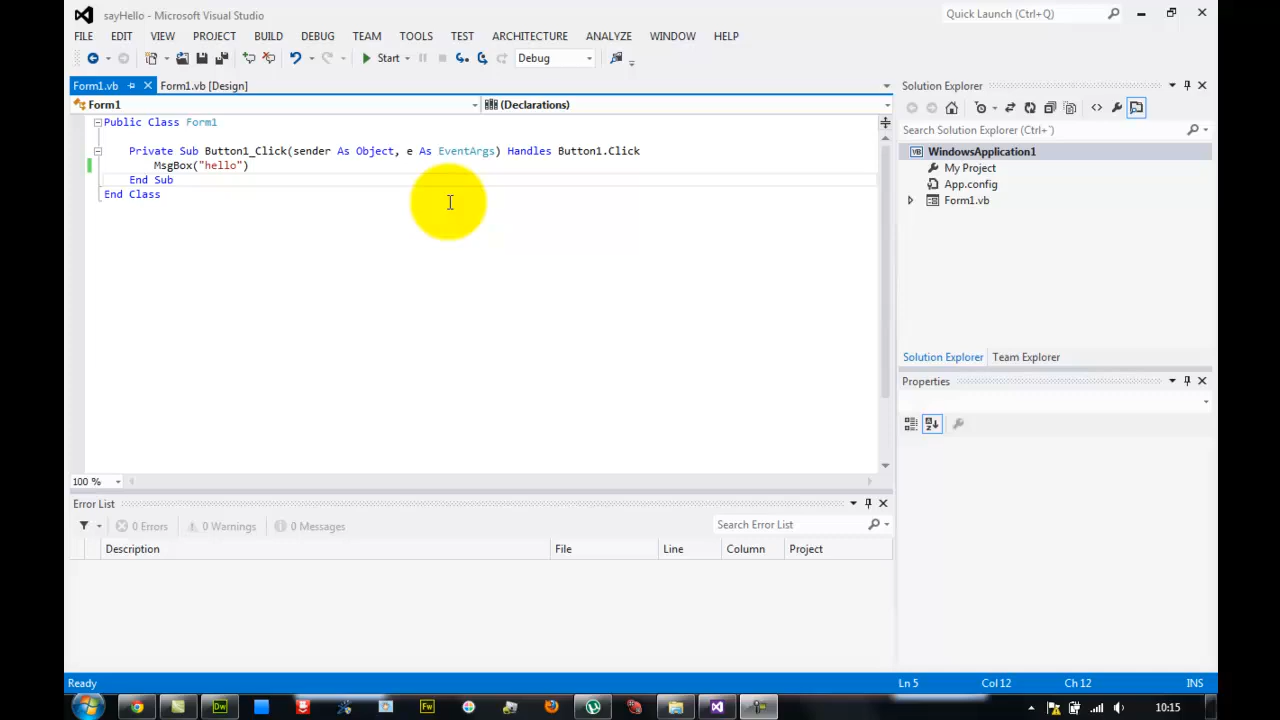 sayHello - Microsoft Visual Studio
Quick Launch (Ctrl+Q)
FILE EDIT VIEW PROJECT BUILD DEBUG TEAM TOOLS TEST ARCHITECTURE ANALYZE WINDOW HELP
Start Debug
Form1.vb Form1.vb [Design]
Form1 (Declarations)
Public Class Form1
Private Sub Button1_Click(sender As Object, e As EventArgs) Handles Button1.Click
MsgBox("hello")
End Sub
End Class
100 %
Solution Explorer
Search Solution Explorer (Ctrl+`)
VB WindowsApplication1
My Project
App.config
Form1.vb
Solution Explorer Team Explorer
Properties
Error List
0 Errors 0 Warnings 0 Messages
Search Error List
Description File Line Column Project
Ready Ln 5 Col 12 Ch 12 INS
Dw Fw 10:15